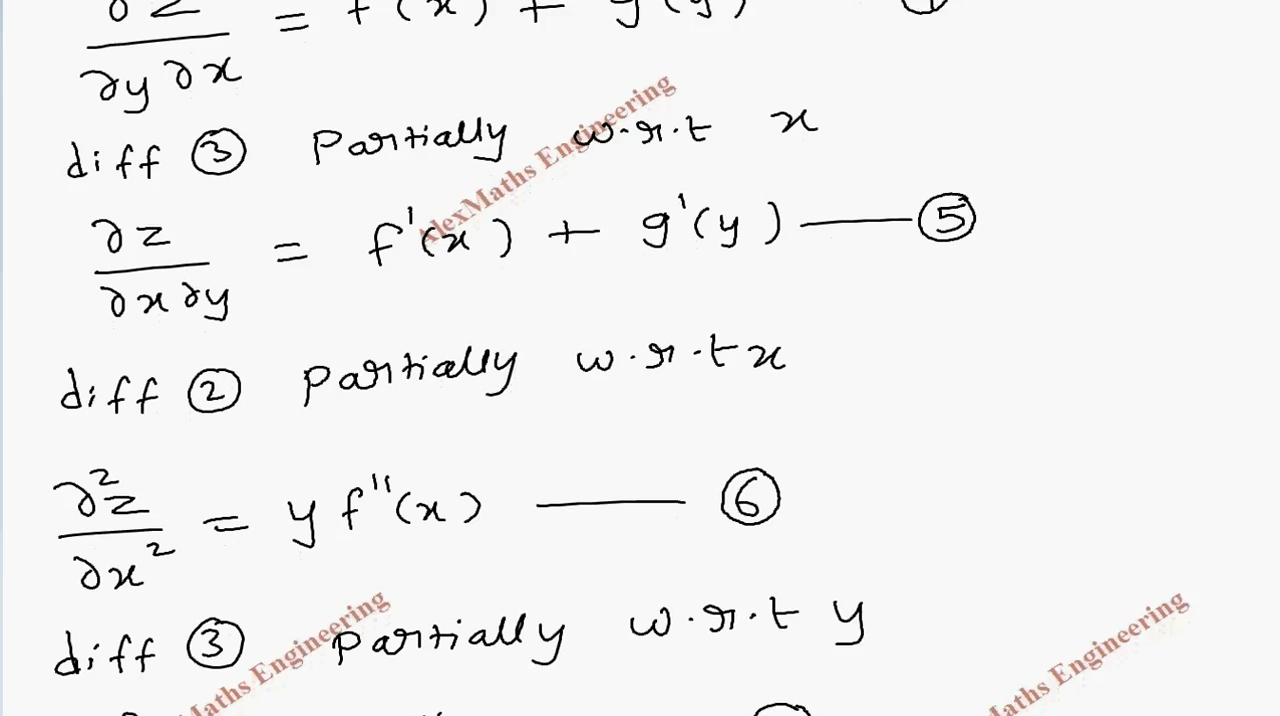 ∂z/∂y∂x = f'(x) + g'(y)
diff ③ Partially w.r.t x
∂z/∂x∂y = f'(x) + g'(y) —— ⑤
diff ② Partially w.r.t x
∂²z/∂x² = y f''(x) —— ⑥
diff ③ Partially w.r.t y
AlexMaths Engineering
Maths Engineering
Maths Engineering